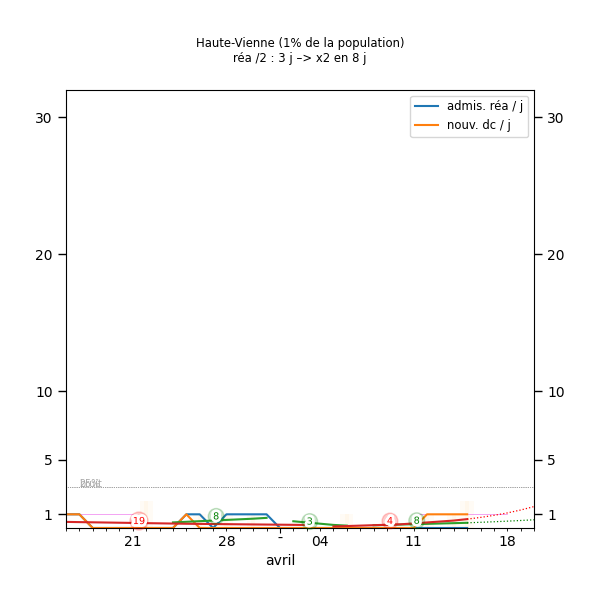 Haute-Vienne (1% de la population)
réa /2 : 3 j –> x2 en 8 j
admis. réa / j
nouv. dc / j
30 30
20 20
10 10
5 5
1 1
19 8 3 4 8
21 28 - 04 11 18
avril